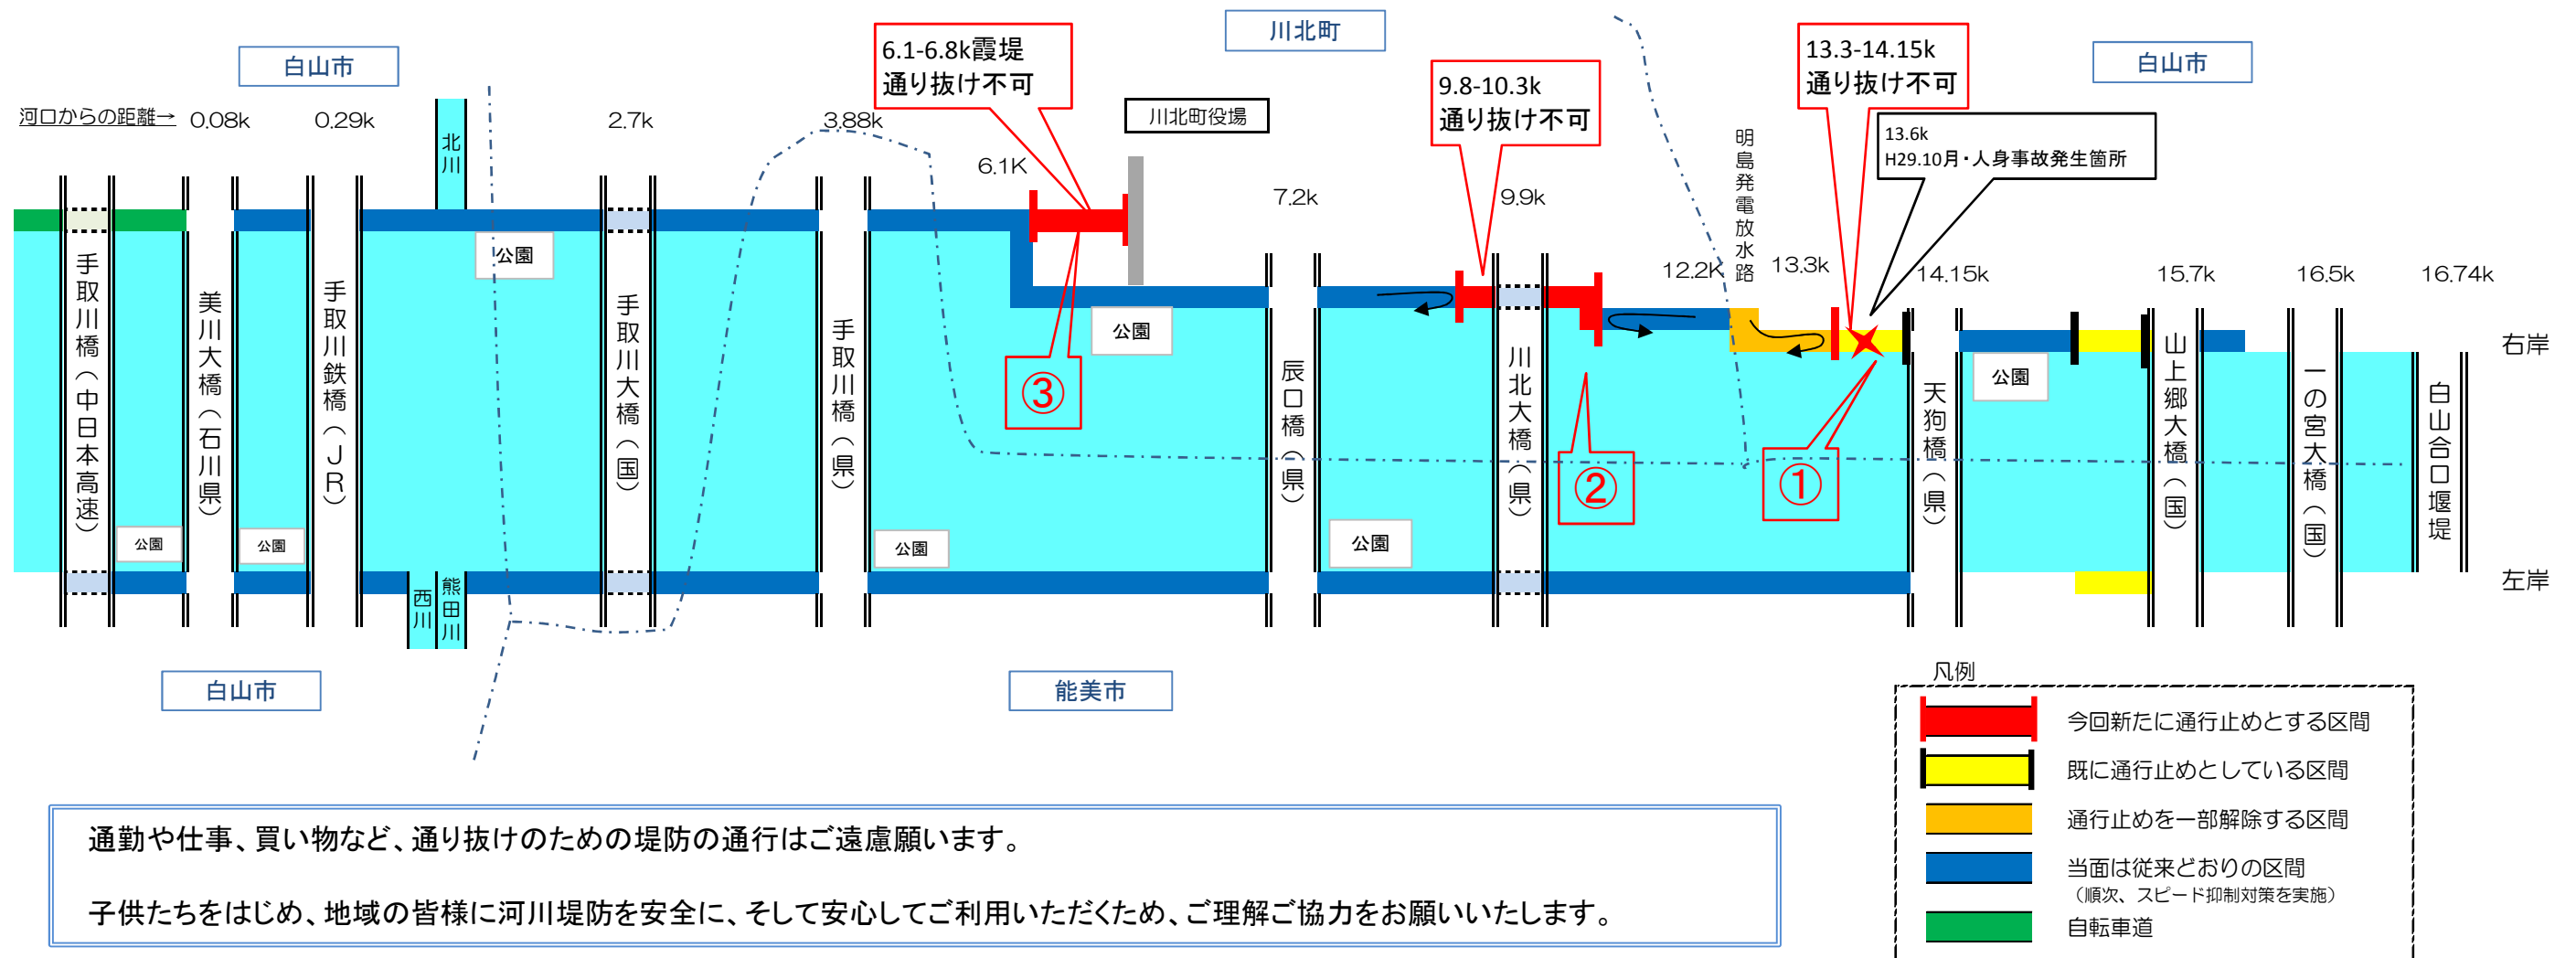 川北町
白山市
白山市
6.1-6.8k霞堤
通り抜け不可
9.8-10.3k
通り抜け不可
13.3-14.15k
通り抜け不可
13.6k
H29.10月・人身事故発生箇所
川北町役場
河口からの距離→
0.08k
0.29k
2.7k
3.88k
6.1K
7.2k
9.9k
12.2K
13.3k
14.15k
15.7k
16.5k
16.74k
北川
明島発電放水路
手取川橋（中日本高速）
美川大橋（石川県）
手取川鉄橋（ＪＲ）
手取川大橋（国）
手取川橋（県）
辰口橋（県）
川北大橋（県）
天狗橋（県）
山上郷大橋（国）
一の宮大橋（国）
白山合口堰堤
公園
公園
公園
公園
公園
公園
公園
③
②
①
右岸
左岸
西川
熊田川
白山市
能美市
凡例
今回新たに通行止めとする区間
既に通行止めとしている区間
通行止めを一部解除する区間
当面は従来どおりの区間
（順次、スピード抑制対策を実施）
自転車道
通勤や仕事、買い物など、通り抜けのための堤防の通行はご遠慮願います。
子供たちをはじめ、地域の皆様に河川堤防を安全に、そして安心してご利用いただくため、ご理解ご協力をお願いいたします。